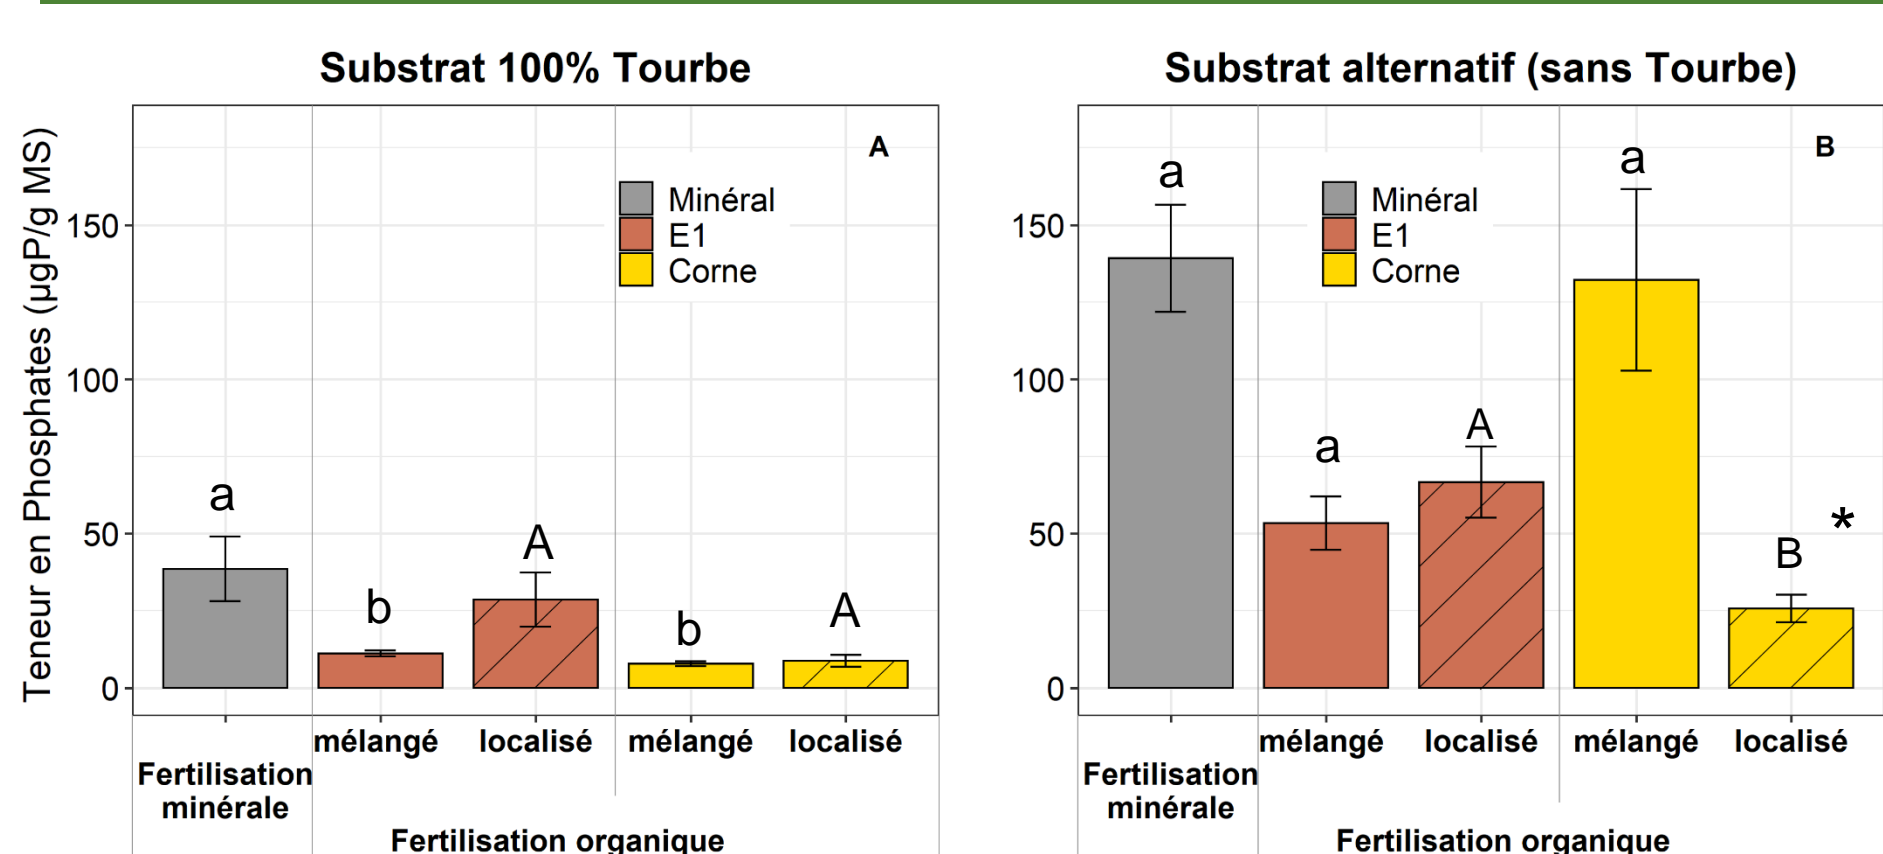 Substrat 100% Tourbe
Teneur en Phosphates (µgP/g MS)
150
100
50
0
A
Minéral
E1
Corne
a
b
A
b
A
mélangé localisé mélangé localisé
Fertilisation
minérale
Fertilisation organique
Substrat alternatif (sans Tourbe)
150
100
50
0
B
Minéral
E1
Corne
a
a
A
a
B
*
mélangé localisé mélangé localisé
Fertilisation
minérale
Fertilisation organique